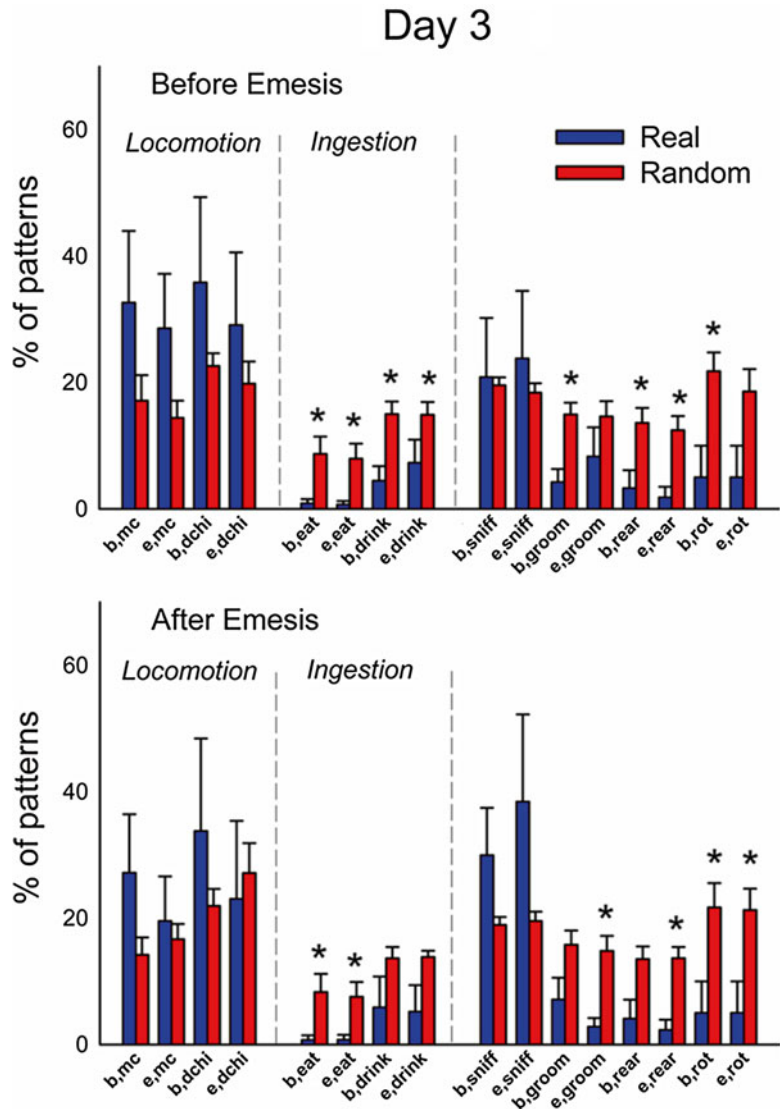 Day 3
Before Emesis
Locomotion Ingestion
Real
Random
% of patterns
60
40
20
0
* * * * * * * *
b,mc e,mc b,dchi e,dchi b,eat e,eat b,drink e,drink b,sniff e,sniff b,groom e,groom b,rear e,rear b,rot e,rot
After Emesis
Locomotion Ingestion
% of patterns
60
40
20
0
* * * * * *
b,mc e,mc b,dchi e,dchi b,eat e,eat b,drink e,drink b,sniff e,sniff b,groom e,groom b,rear e,rear b,rot e,rot